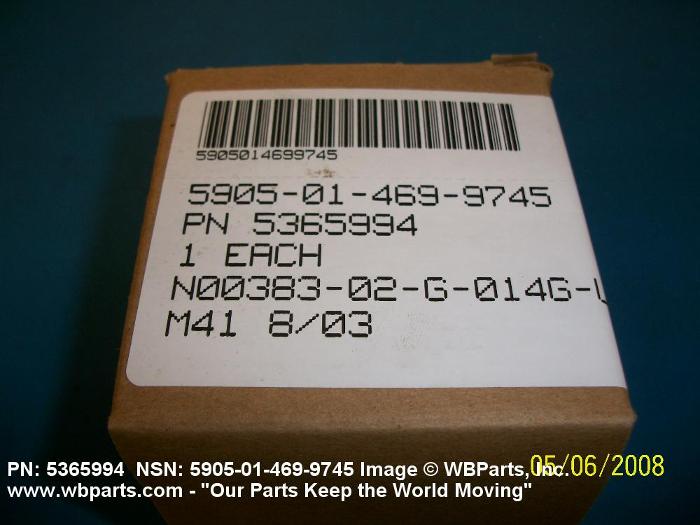 5905014699745
5905-01-469-9745
PN 5365994
1 EACH
N00383-02-G-014G-
M41 8/03
05/06/2008
PN: 5365994 NSN: 5905-01-469-9745 Image © WBParts, Inc.
www.wbparts.com - "Our Parts Keep the World Moving"